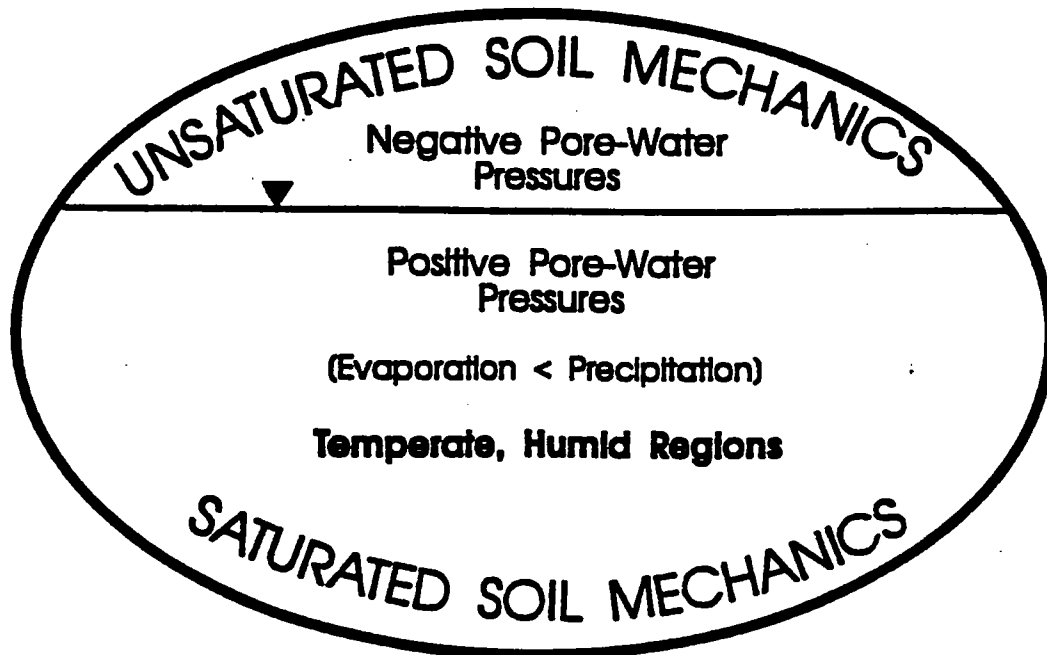 UNSATURATED SOIL MECHANICS
Negative Pore-Water
Pressures
Positive Pore-Water
Pressures
(Evaporation < Precipitation)
Temperate, Humid Regions
SATURATED SOIL MECHANICS